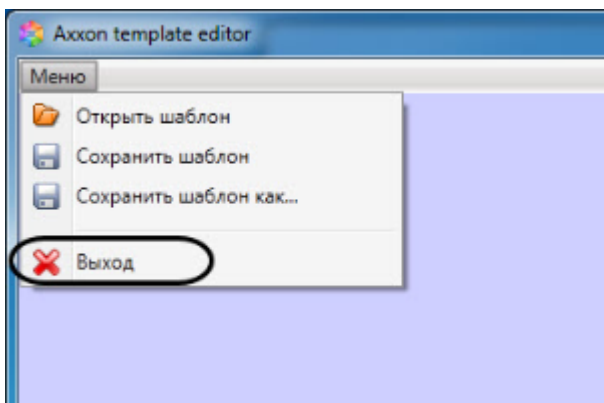 Axxon template editor
Меню
Открыть шаблон
Сохранить шаблон
Сохранить шаблон как...
Выход